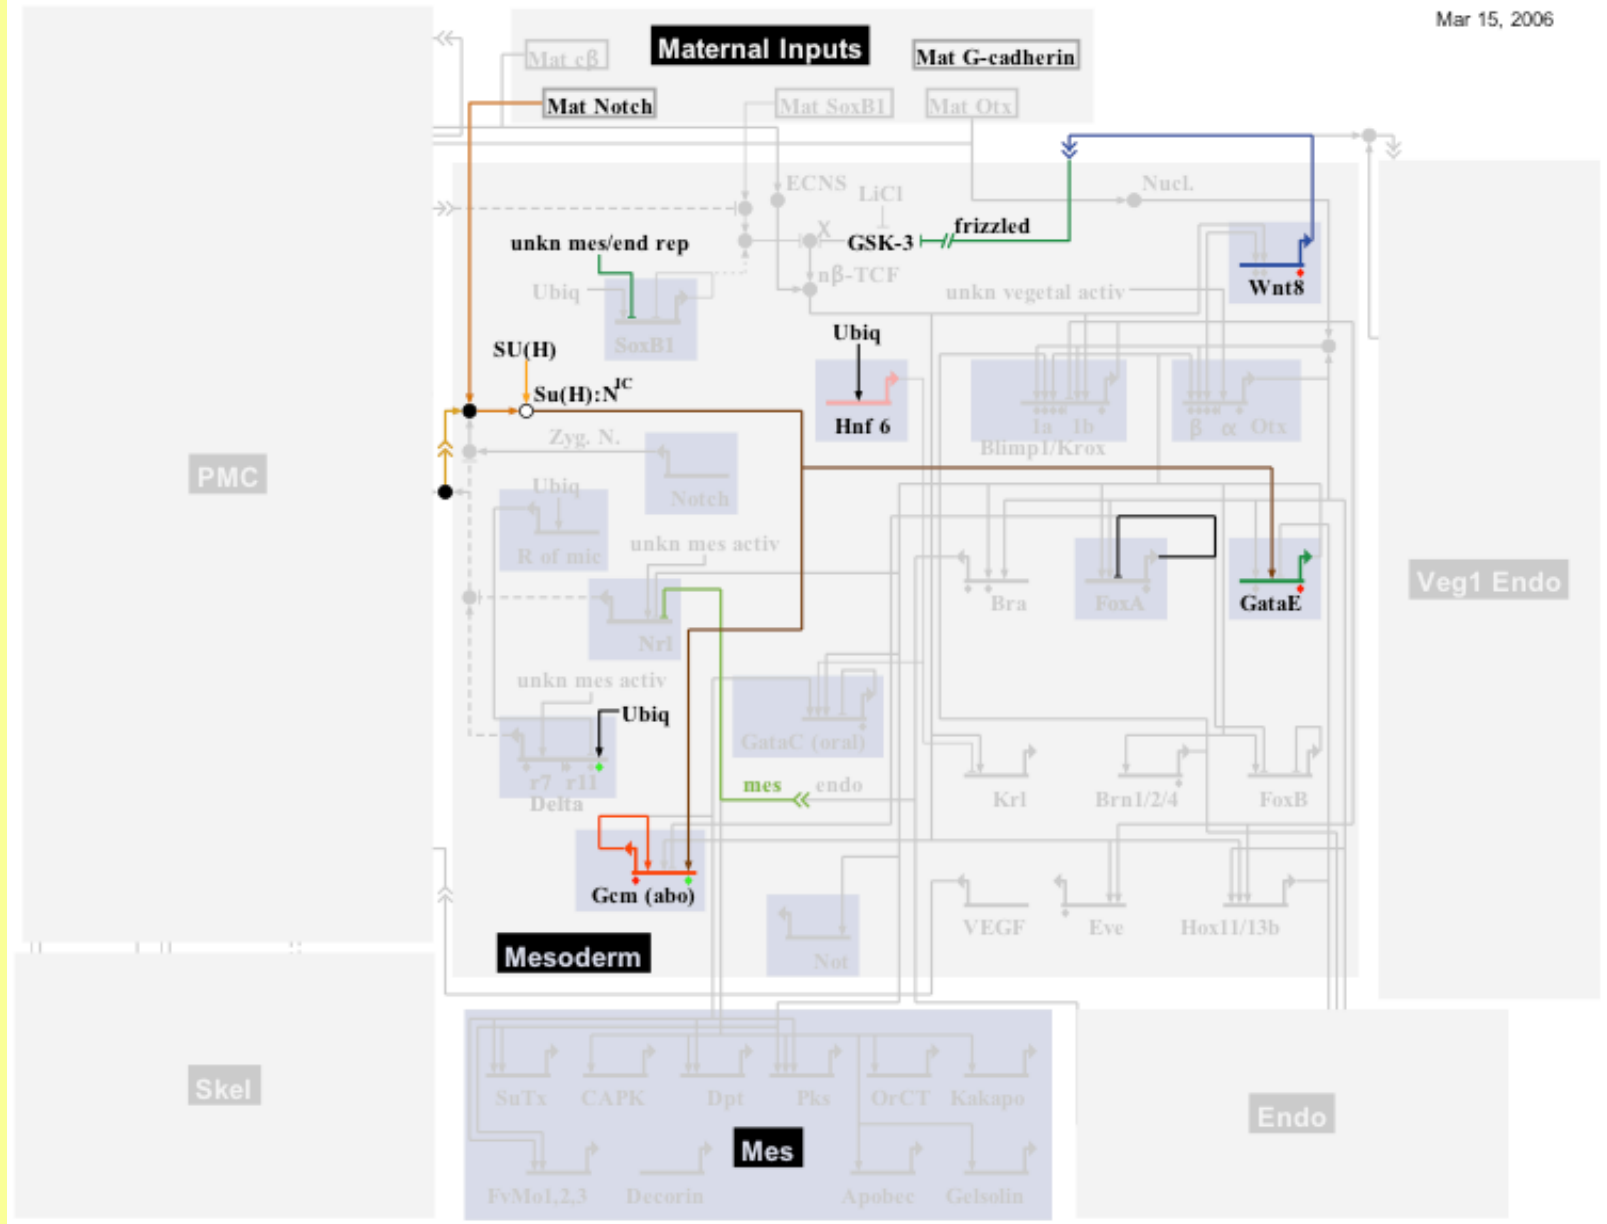 Mar 15, 2006
Maternal Inputs
Mat cβ
Mat G-cadherin
Mat Notch
Mat SoxB1
Mat Otx
ECNS
LiCl
Nucl.
X
unkn mes/end rep
GSK-3
frizzled
nβ-TCF
Ubiq
unkn vegetal activ
Wnt8
SoxB1
Ubiq
SU(H)
Su(H):N^IC
Hnf 6
1a 1b
β α Otx
Blimp1/Krox
Zyg. N.
PMC
Notch
Ubiq
R of mic
unkn mes activ
Bra
FoxA
GataE
Veg1 Endo
Nrl
unkn mes activ
Ubiq
GataC (oral)
r7 r11
Delta
mes
endo
Krl
Brn1/2/4
FoxB
Gcm (abo)
VEGF
Eve
Hox11/13b
Mesoderm
Not
SuTx
CAPK
Dpt
Pks
OrCT
Kakapo
Skel
Endo
Mes
FvMo1,2,3
Decorin
Apobec
Gelsolin